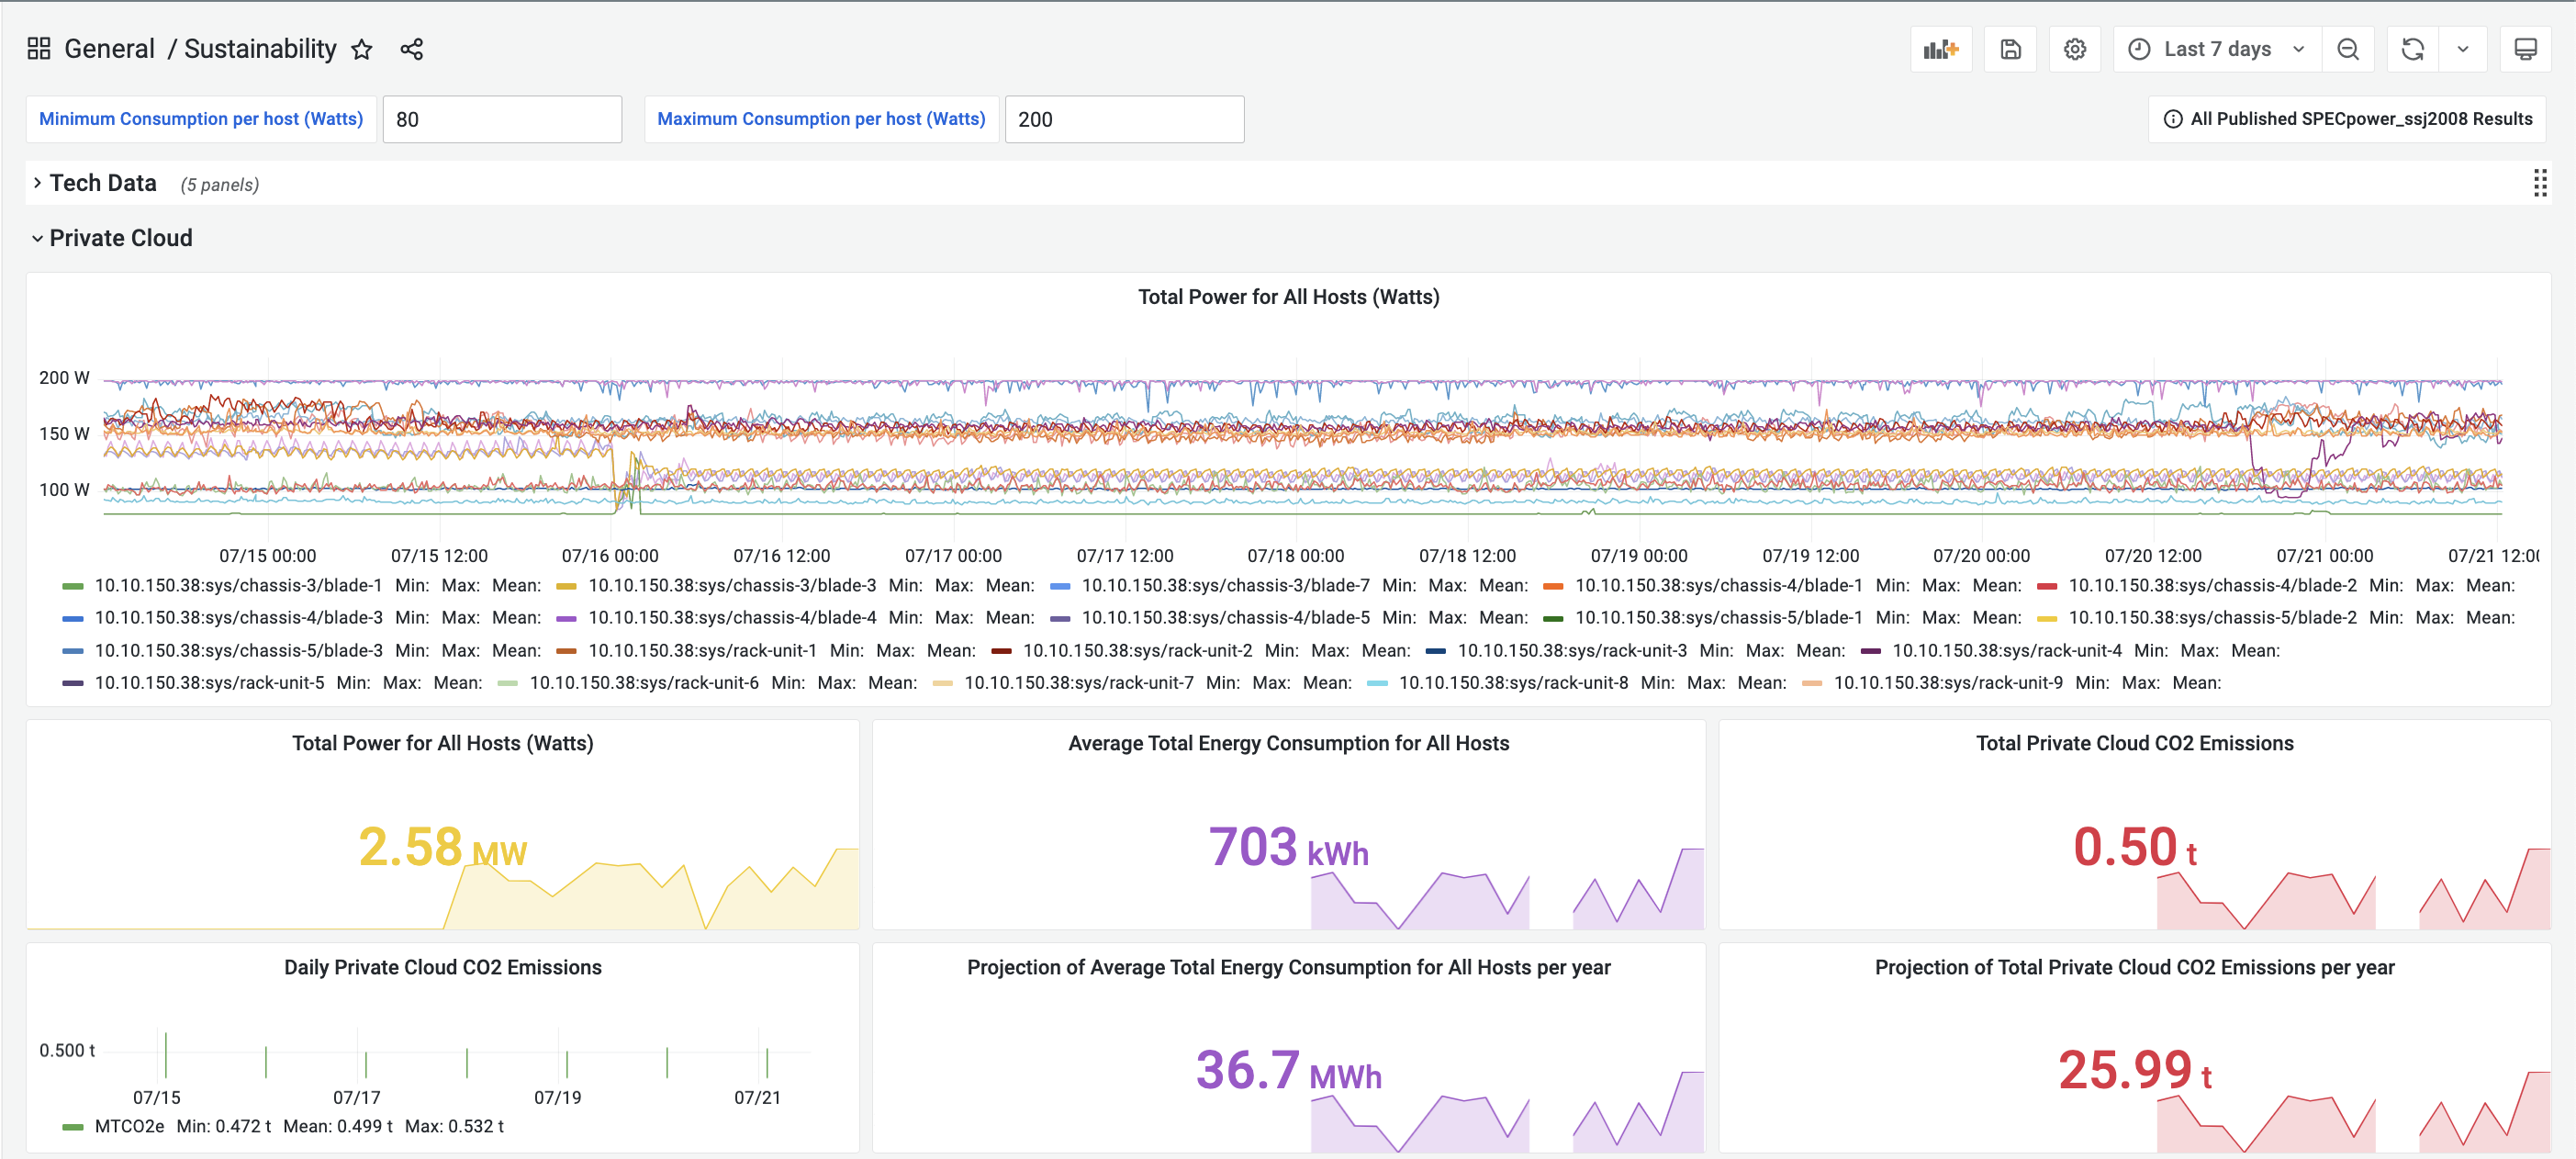 General / Sustainability
Last 7 days
Minimum Consumption per host (Watts) 80 Maximum Consumption per host (Watts) 200 All Published SPECpower_ssj2008 Results
Tech Data (5 panels)
Private Cloud
Total Power for All Hosts (Watts)
200 W
150 W
100 W
07/15 00:00 07/15 12:00 07/16 00:00 07/16 12:00 07/17 00:00 07/17 12:00 07/18 00:00 07/18 12:00 07/19 00:00 07/19 12:00 07/20 00:00 07/20 12:00 07/21 00:00 07/21 12:00
10.10.150.38:sys/chassis-3/blade-1 Min: Max: Mean: 10.10.150.38:sys/chassis-3/blade-3 Min: Max: Mean: 10.10.150.38:sys/chassis-3/blade-7 Min: Max: Mean: 10.10.150.38:sys/chassis-4/blade-1 Min: Max: Mean: 10.10.150.38:sys/chassis-4/blade-2 Min: Max: Mean:
10.10.150.38:sys/chassis-4/blade-3 Min: Max: Mean: 10.10.150.38:sys/chassis-4/blade-4 Min: Max: Mean: 10.10.150.38:sys/chassis-4/blade-5 Min: Max: Mean: 10.10.150.38:sys/chassis-5/blade-1 Min: Max: Mean: 10.10.150.38:sys/chassis-5/blade-2 Min: Max: Mean:
10.10.150.38:sys/chassis-5/blade-3 Min: Max: Mean: 10.10.150.38:sys/rack-unit-1 Min: Max: Mean: 10.10.150.38:sys/rack-unit-2 Min: Max: Mean: 10.10.150.38:sys/rack-unit-3 Min: Max: Mean: 10.10.150.38:sys/rack-unit-4 Min: Max: Mean:
10.10.150.38:sys/rack-unit-5 Min: Max: Mean: 10.10.150.38:sys/rack-unit-6 Min: Max: Mean: 10.10.150.38:sys/rack-unit-7 Min: Max: Mean: 10.10.150.38:sys/rack-unit-8 Min: Max: Mean: 10.10.150.38:sys/rack-unit-9 Min: Max: Mean:
Total Power for All Hosts (Watts)
2.58 MW
Average Total Energy Consumption for All Hosts
703 kWh
Total Private Cloud CO2 Emissions
0.50 t
Daily Private Cloud CO2 Emissions
0.500 t
07/15 07/17 07/19 07/21
MTCO2e Min: 0.472 t Mean: 0.499 t Max: 0.532 t
Projection of Average Total Energy Consumption for All Hosts per year
36.7 MWh
Projection of Total Private Cloud CO2 Emissions per year
25.99 t